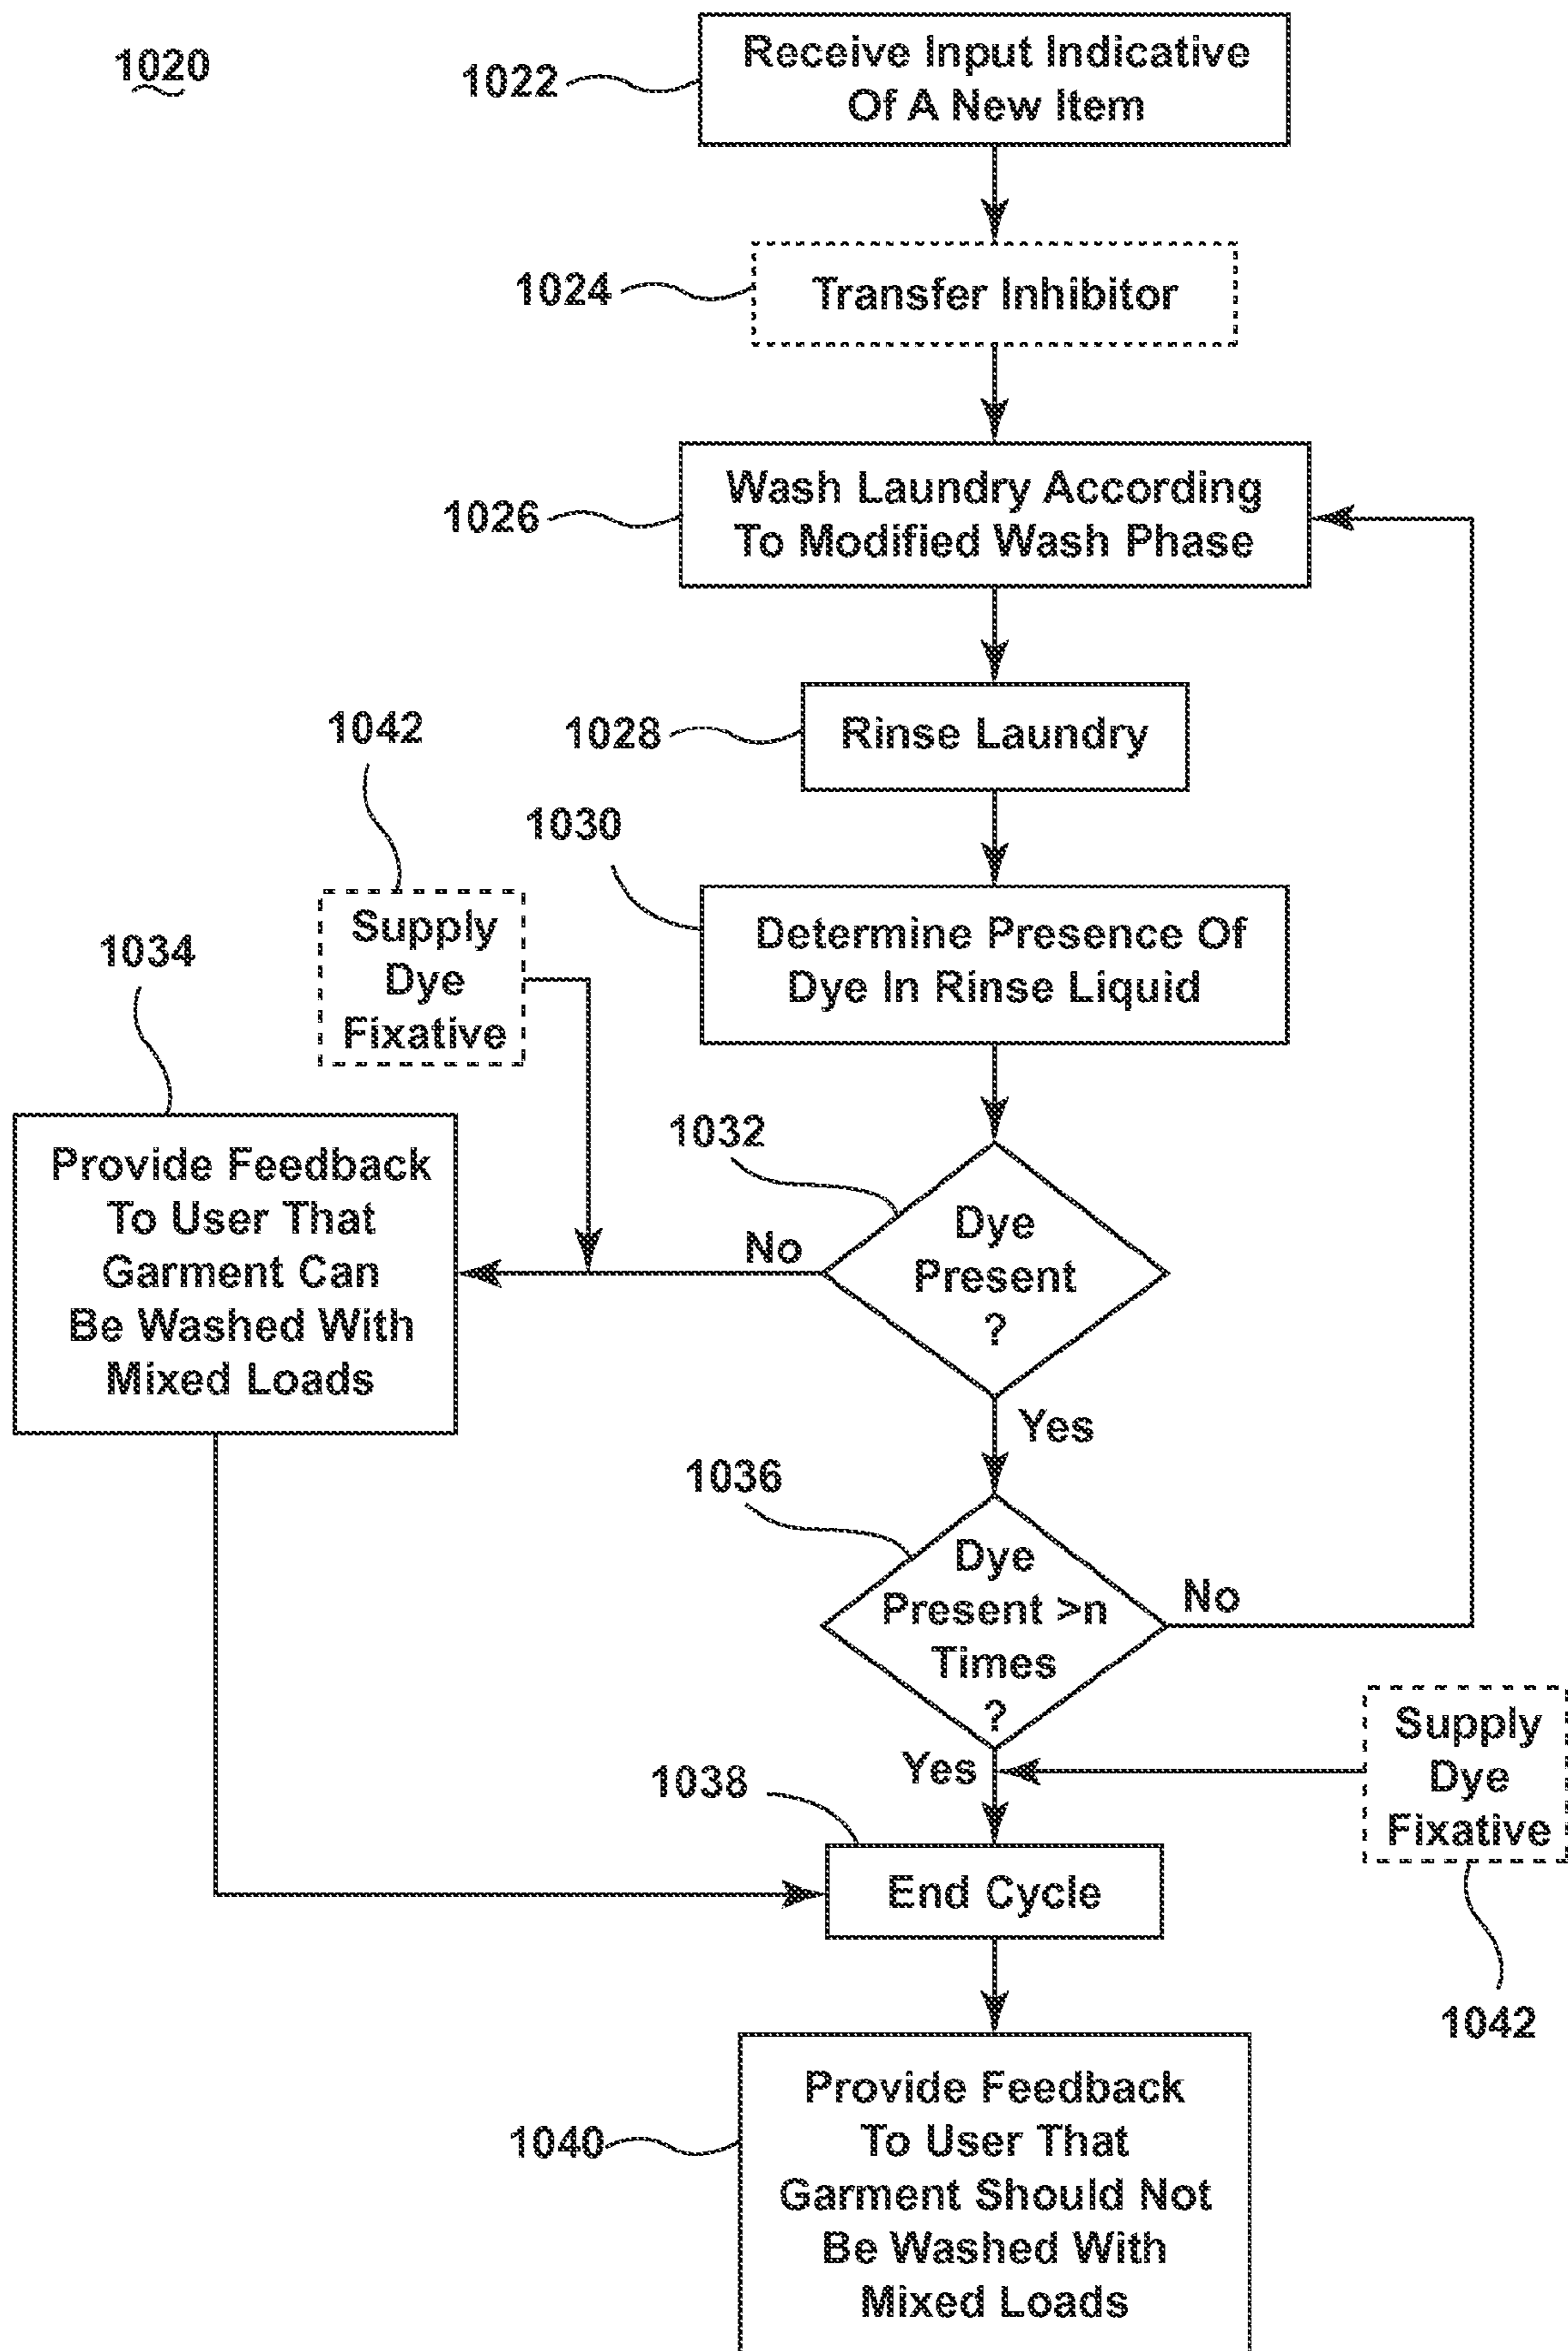 1020
1022
Receive Input Indicative
Of A New Item
1024
Transfer Inhibitor
1026
Wash Laundry According
To Modified Wash Phase
1028
Rinse Laundry
1042
Supply
Dye
Fixative
1030
Determine Presence Of
Dye In Rinse Liquid
1034
Provide Feedback
To User That
Garment Can
Be Washed With
Mixed Loads
1032
Dye
Present
?
No
Yes
1036
Dye
Present >n
Times
?
No
Yes
Supply
Dye
Fixative
1042
1038
End Cycle
1040
Provide Feedback
To User That
Garment Should Not
Be Washed With
Mixed Loads